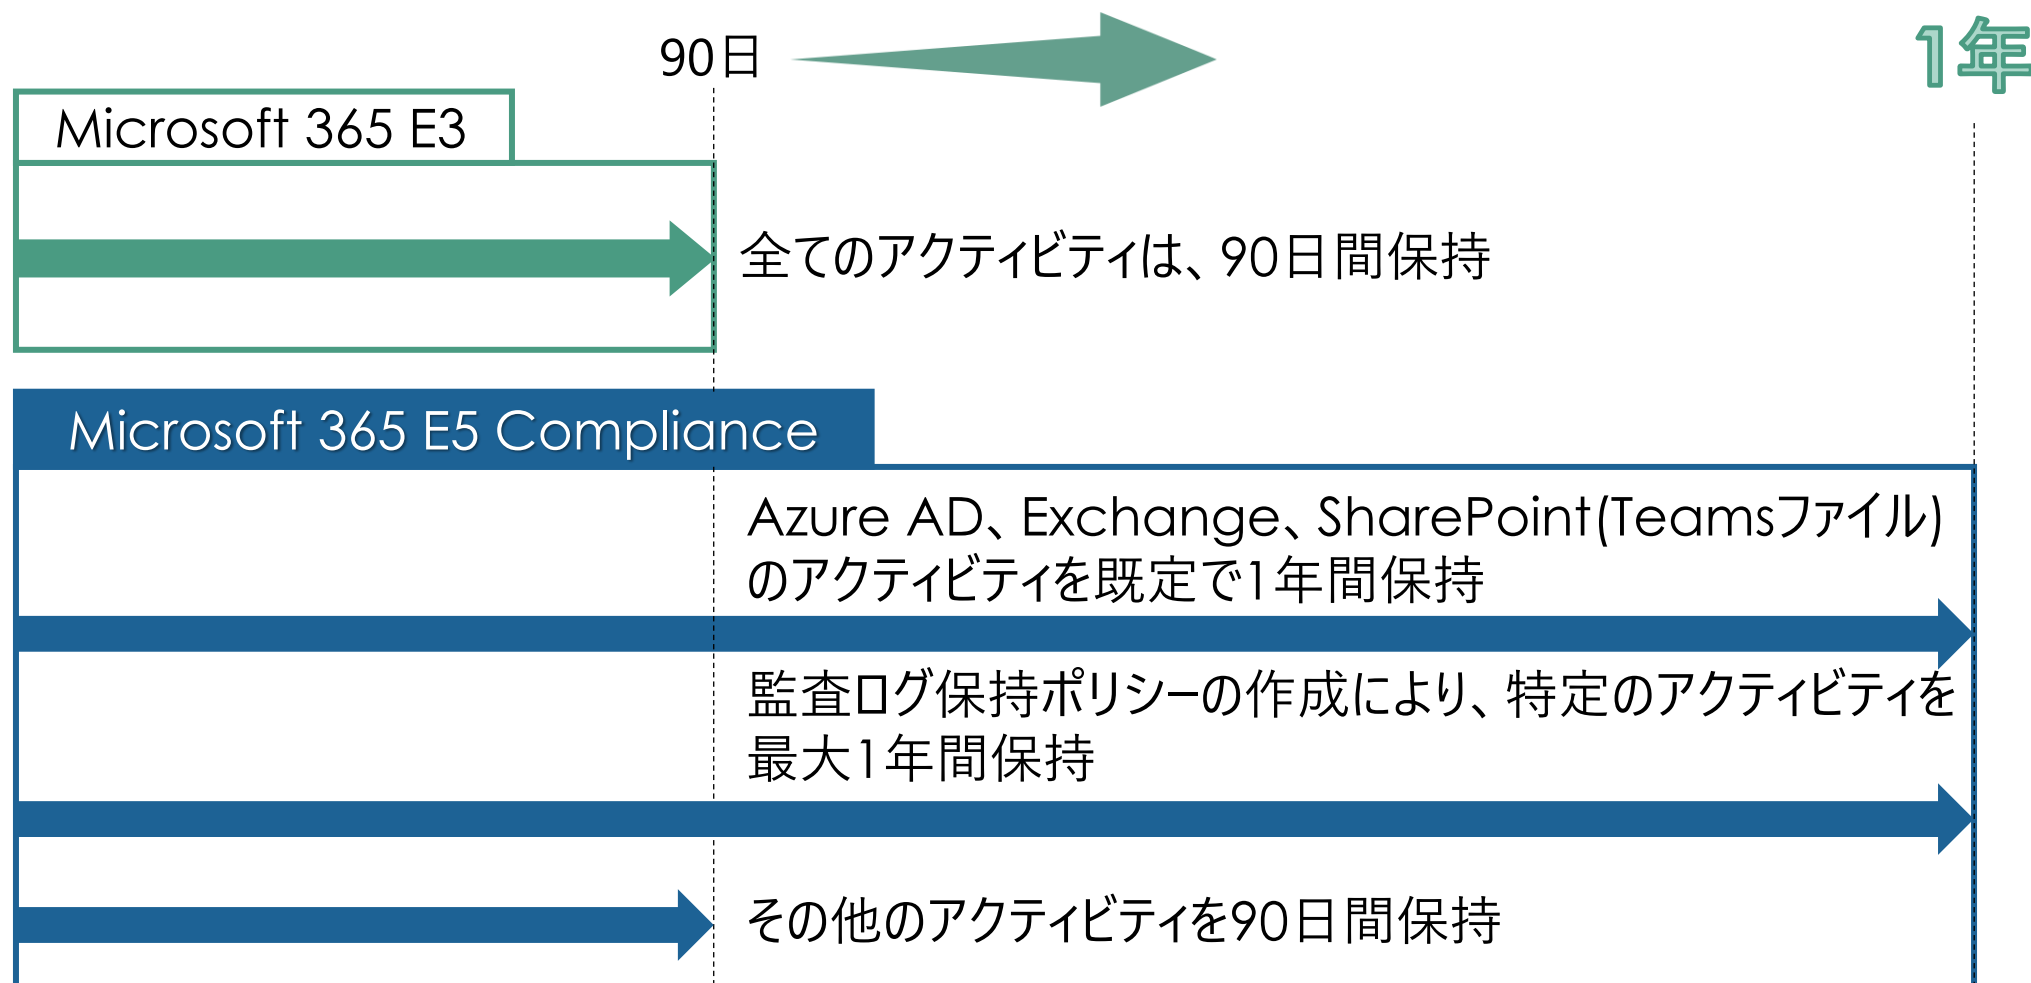 90日
1年
Microsoft 365 E3
全てのアクティビティは、90日間保持
Microsoft 365 E5 Compliance
Azure AD、Exchange、SharePoint(Teamsファイル)
のアクティビティを既定で1年間保持
監査ログ保持ポリシーの作成により、特定のアクティビティを
最大1年間保持
その他のアクティビティを90日間保持